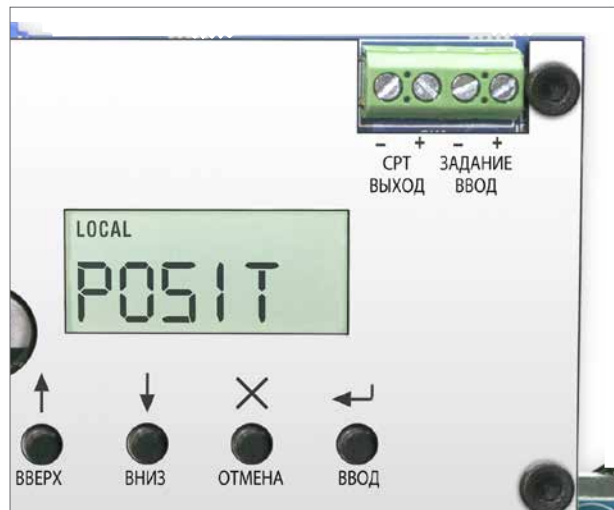 - + - +
СРТ ЗАДАНИЕ
ВЫХОД ВВОД
LOCAL
POSIT
ВВЕРХ ВНИЗ ОТМЕНА ВВОД